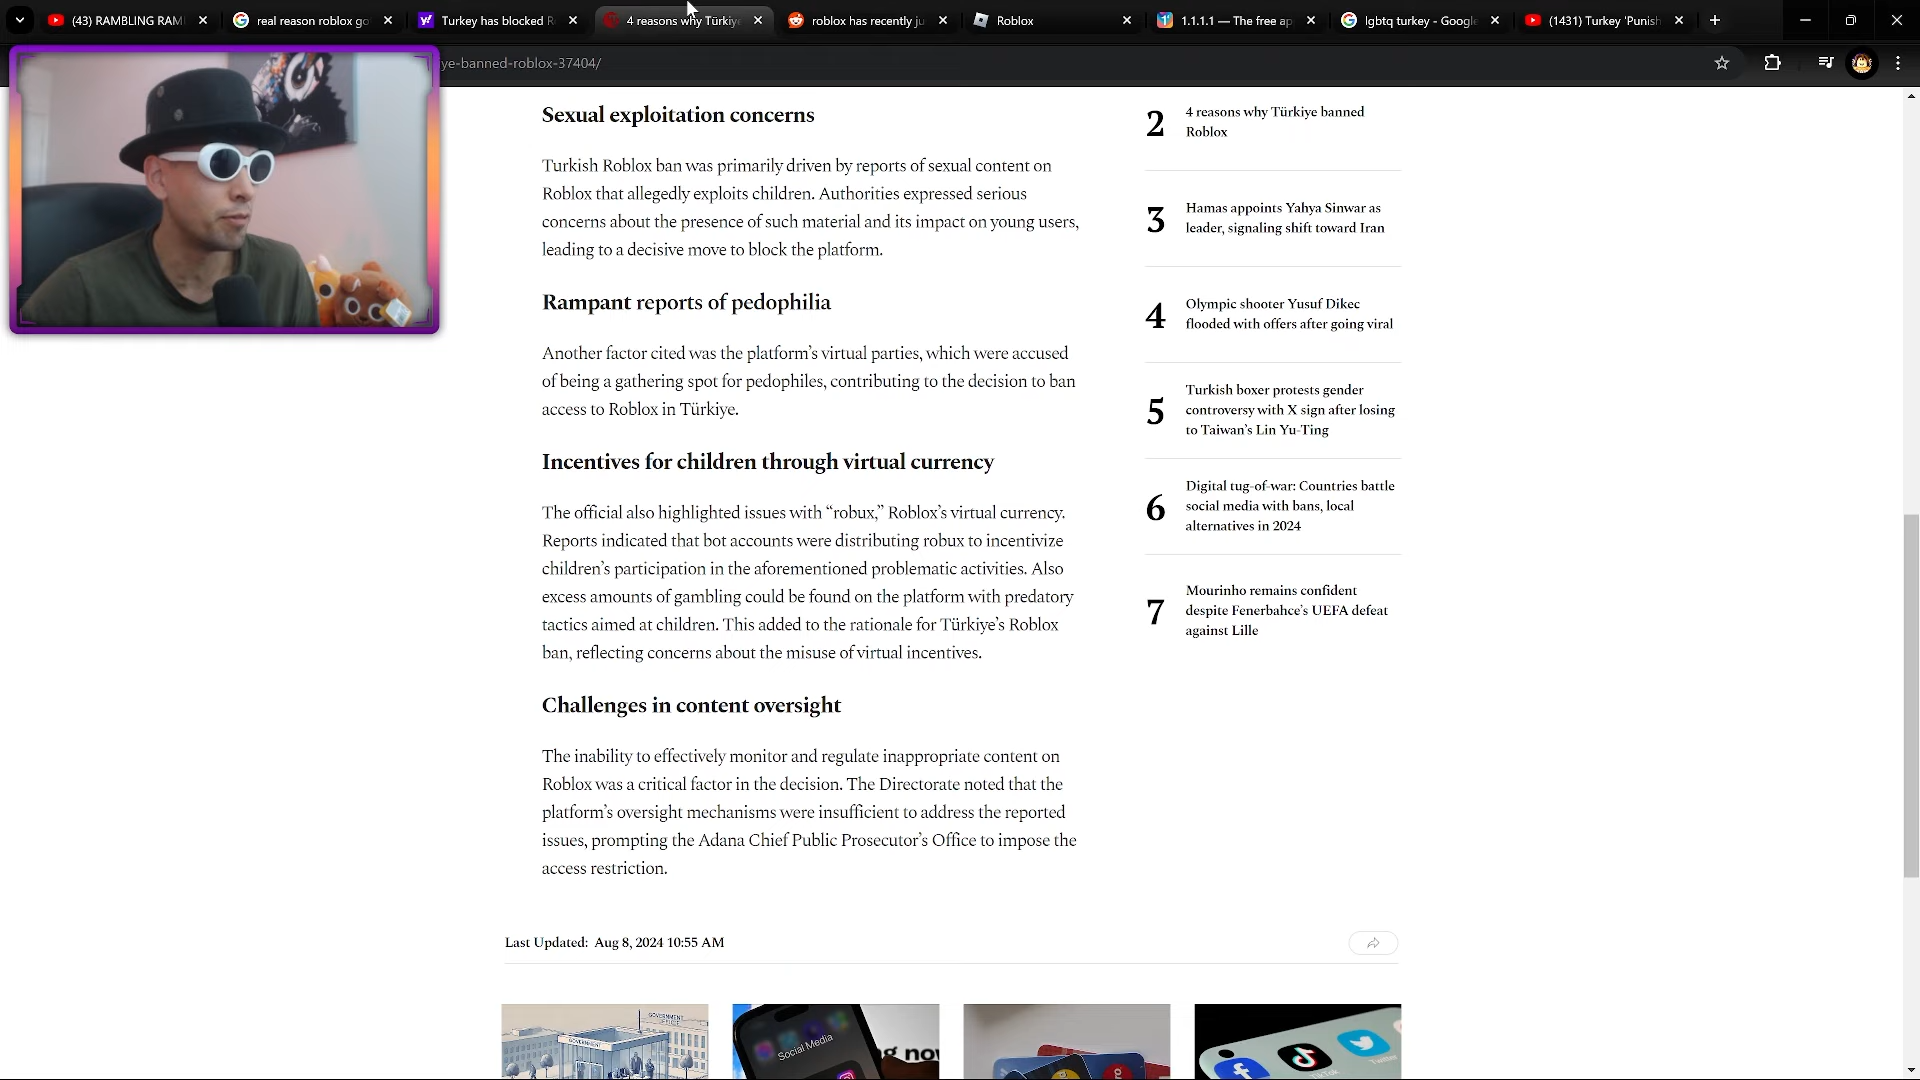 (43) RAMBLING RAM
real reason roblox go
Turkey has blocked R
4 reasons why Türkiye
roblox has recently ju
Roblox
1.1.1.1 — The free ap
lgbtq turkey - Google
(1431) Turkey 'Punish
ye-banned-roblox-37404/
Sexual exploitation concerns
Turkish Roblox ban was primarily driven by reports of sexual content on
Roblox that allegedly exploits children. Authorities expressed serious
concerns about the presence of such material and its impact on young users,
leading to a decisive move to block the platform.
Rampant reports of pedophilia
Another factor cited was the platform's virtual parties, which were accused
of being a gathering spot for pedophiles, contributing to the decision to ban
access to Roblox in Türkiye.
Incentives for children through virtual currency
The official also highlighted issues with “robux,” Roblox's virtual currency.
Reports indicated that bot accounts were distributing robux to incentivize
children's participation in the aforementioned problematic activities. Also
excess amounts of gambling could be found on the platform with predatory
tactics aimed at children. This added to the rationale for Türkiye's Roblox
ban, reflecting concerns about the misuse of virtual incentives.
Challenges in content oversight
The inability to effectively monitor and regulate inappropriate content on
Roblox was a critical factor in the decision. The Directorate noted that the
platform's oversight mechanisms were insufficient to address the reported
issues, prompting the Adana Chief Public Prosecutor's Office to impose the
access restriction.
Last Updated: Aug 8, 2024 10:55 AM
2
4 reasons why Türkiye banned
Roblox
3
Hamas appoints Yahya Sinwar as
leader, signaling shift toward Iran
4
Olympic shooter Yusuf Dikec
flooded with offers after going viral
5
Turkish boxer protests gender
controversy with X sign after losing
to Taiwan's Lin Yu-Ting
6
Digital tug-of-war: Countries battle
social media with bans, local
alternatives in 2024
7
Mourinho remains confident
despite Fenerbahce's UEFA defeat
against Lille
GOVERNMENT
Social Media